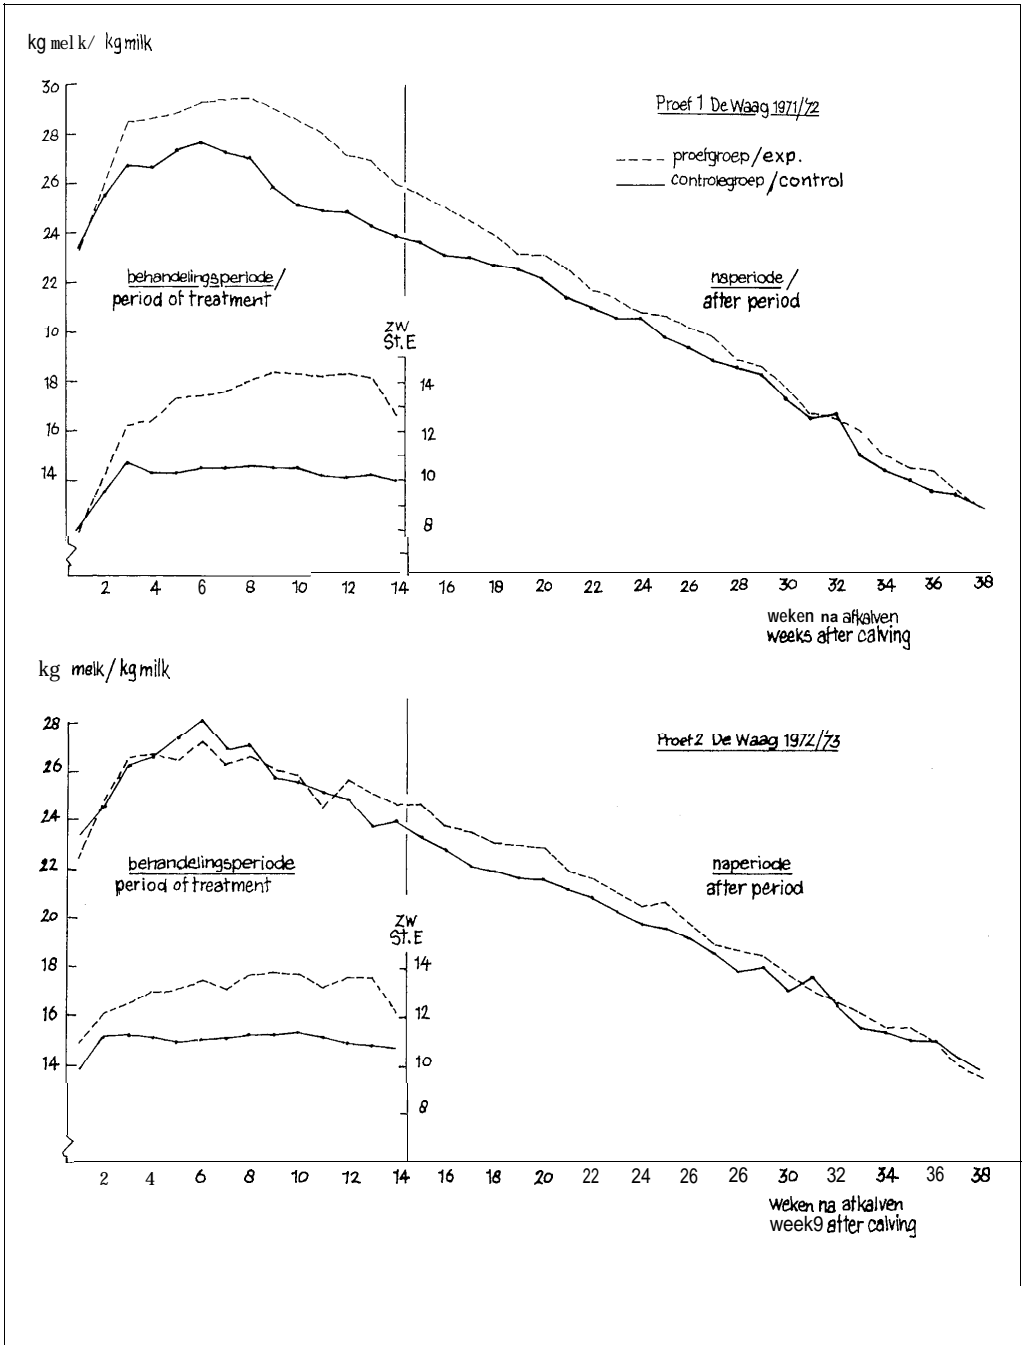 kg melk/ kg milk
30
28
26
24
22
10
18
16
14
Proef 1 De Waag 1971/72
proefgroep/exp.
controlegroep/control
behandelingsperiode/
period of treatment
naperiode/
after period
ZW
St.E
14
12
10
8
2 4 6 8 10 12 14 16 18 20 22 24 26 28 30 32 34 36 38
weken na afkalven
weeks after calving
kg melk/kg milk
28
26
24
22
20
18
16
14
Proef 2 De Waag 1972/73
behandelingsperiode
period of treatment
naperiode
after period
ZW
St.E
14
12
10
8
2 4 6 8 10 12 14 16 18 20 22 24 26 26 30 32 34 36 38
weken na afkalven
week9 after calving